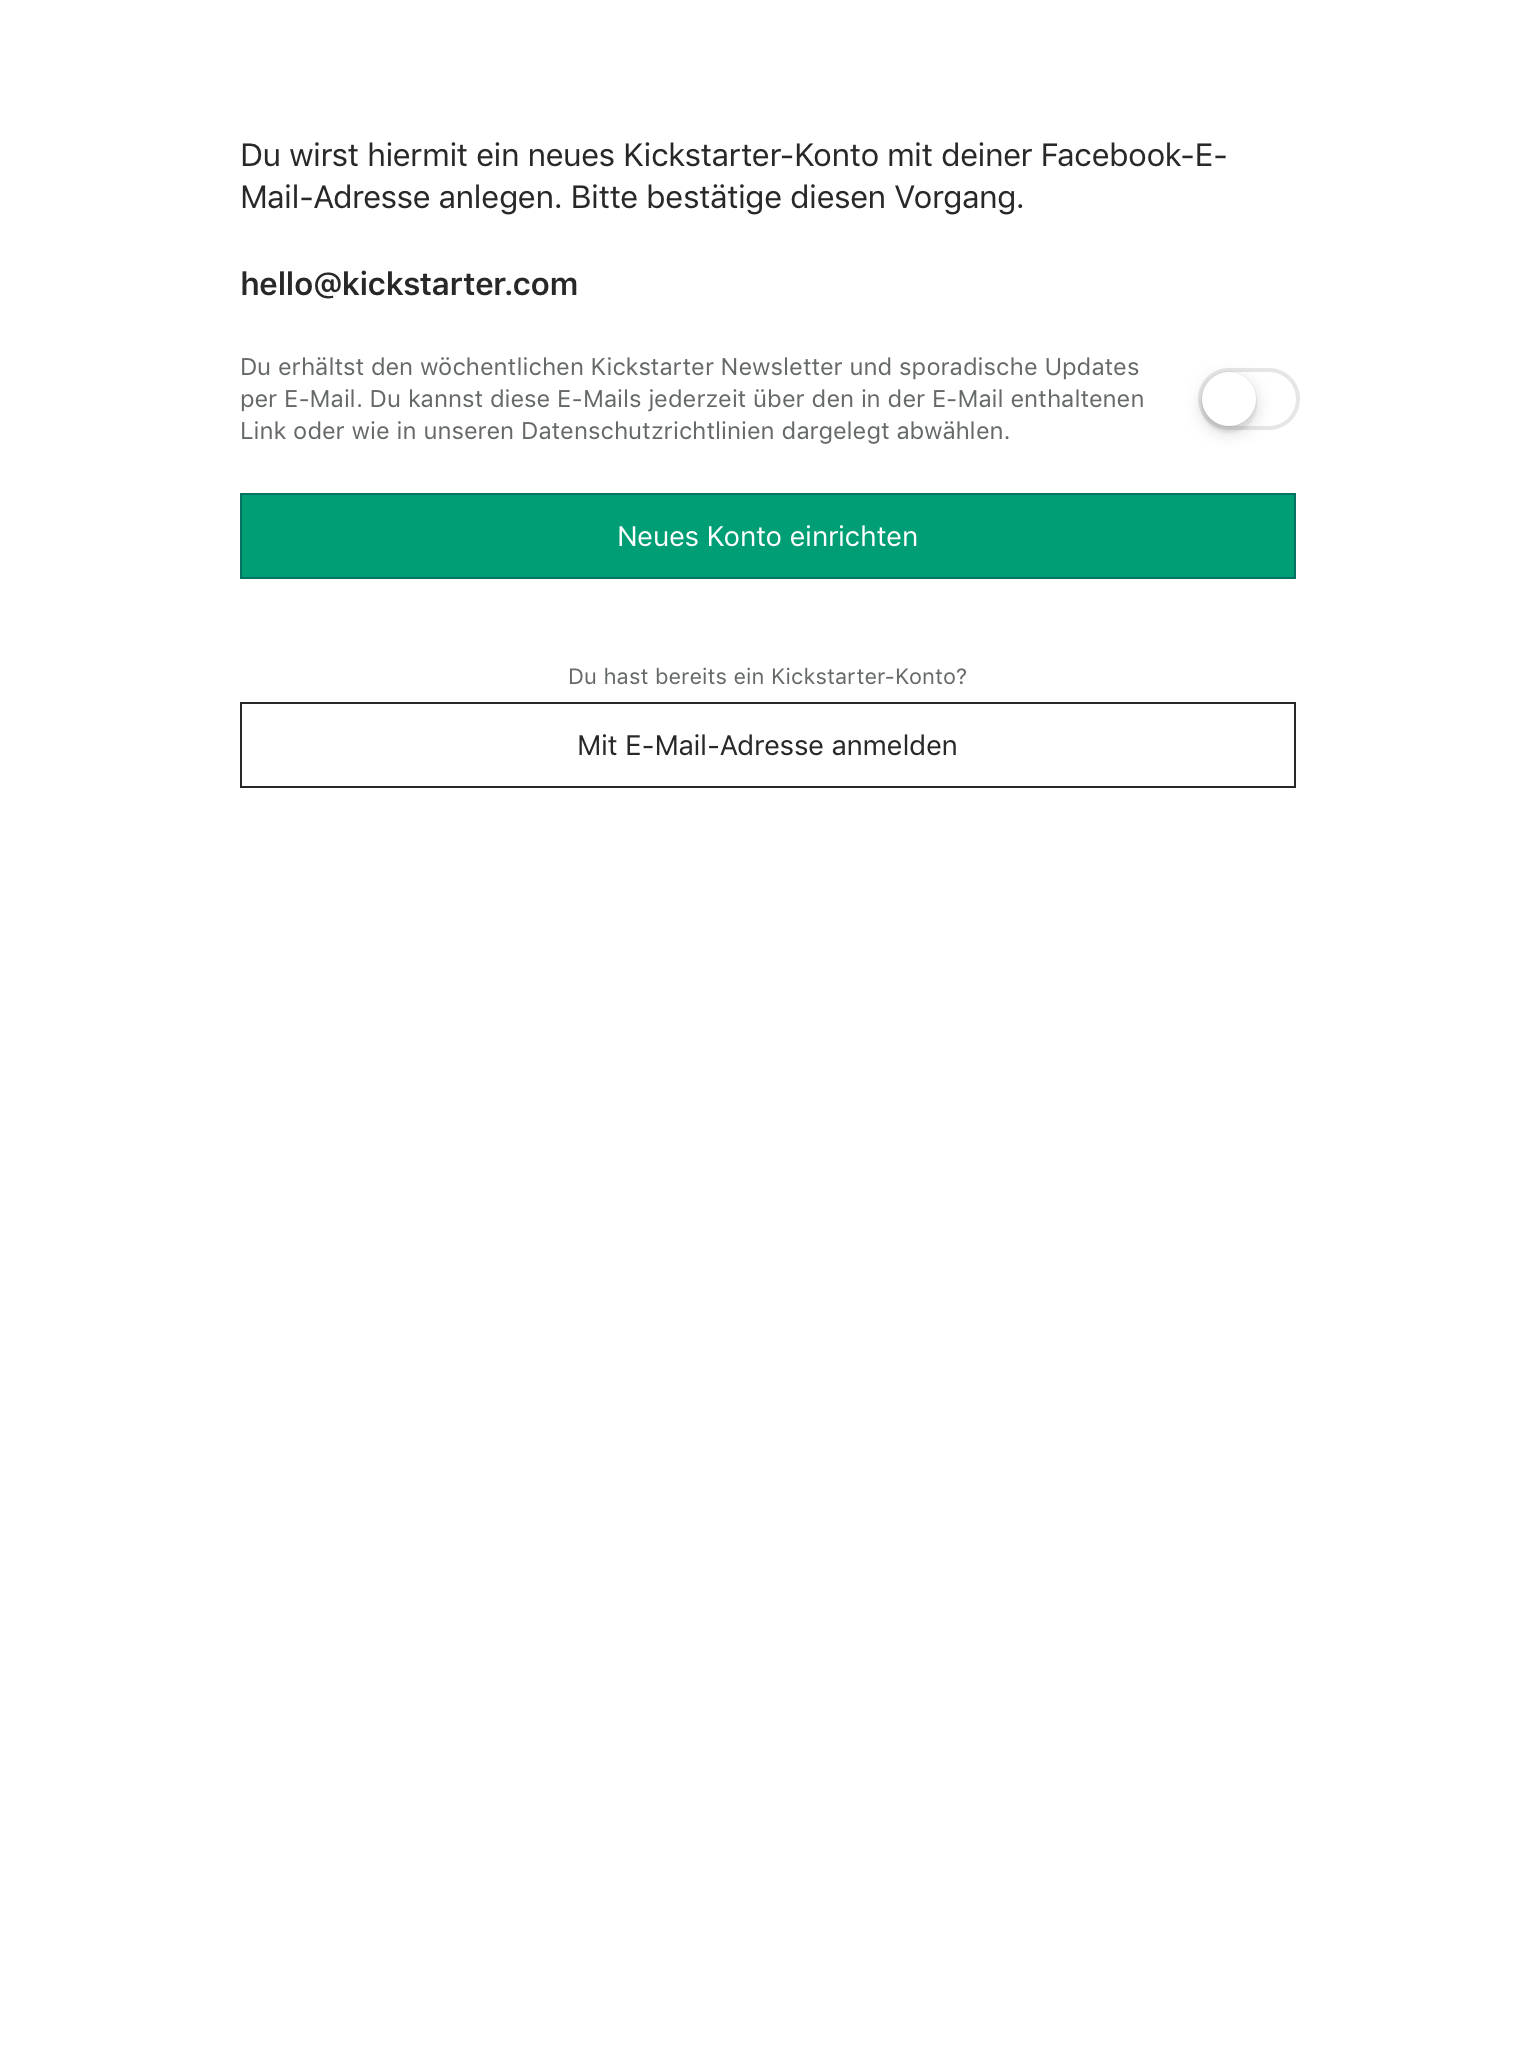 Du wirst hiermit ein neues Kickstarter-Konto mit deiner Facebook-E-
Mail-Adresse anlegen. Bitte bestätige diesen Vorgang.
hello@kickstarter.com
Du erhältst den wöchentlichen Kickstarter Newsletter und sporadische Updates
per E-Mail. Du kannst diese E-Mails jederzeit über den in der E-Mail enthaltenen
Link oder wie in unseren Datenschutzrichtlinien dargelegt abwählen.
Neues Konto einrichten
Du hast bereits ein Kickstarter-Konto?
Mit E-Mail-Adresse anmelden